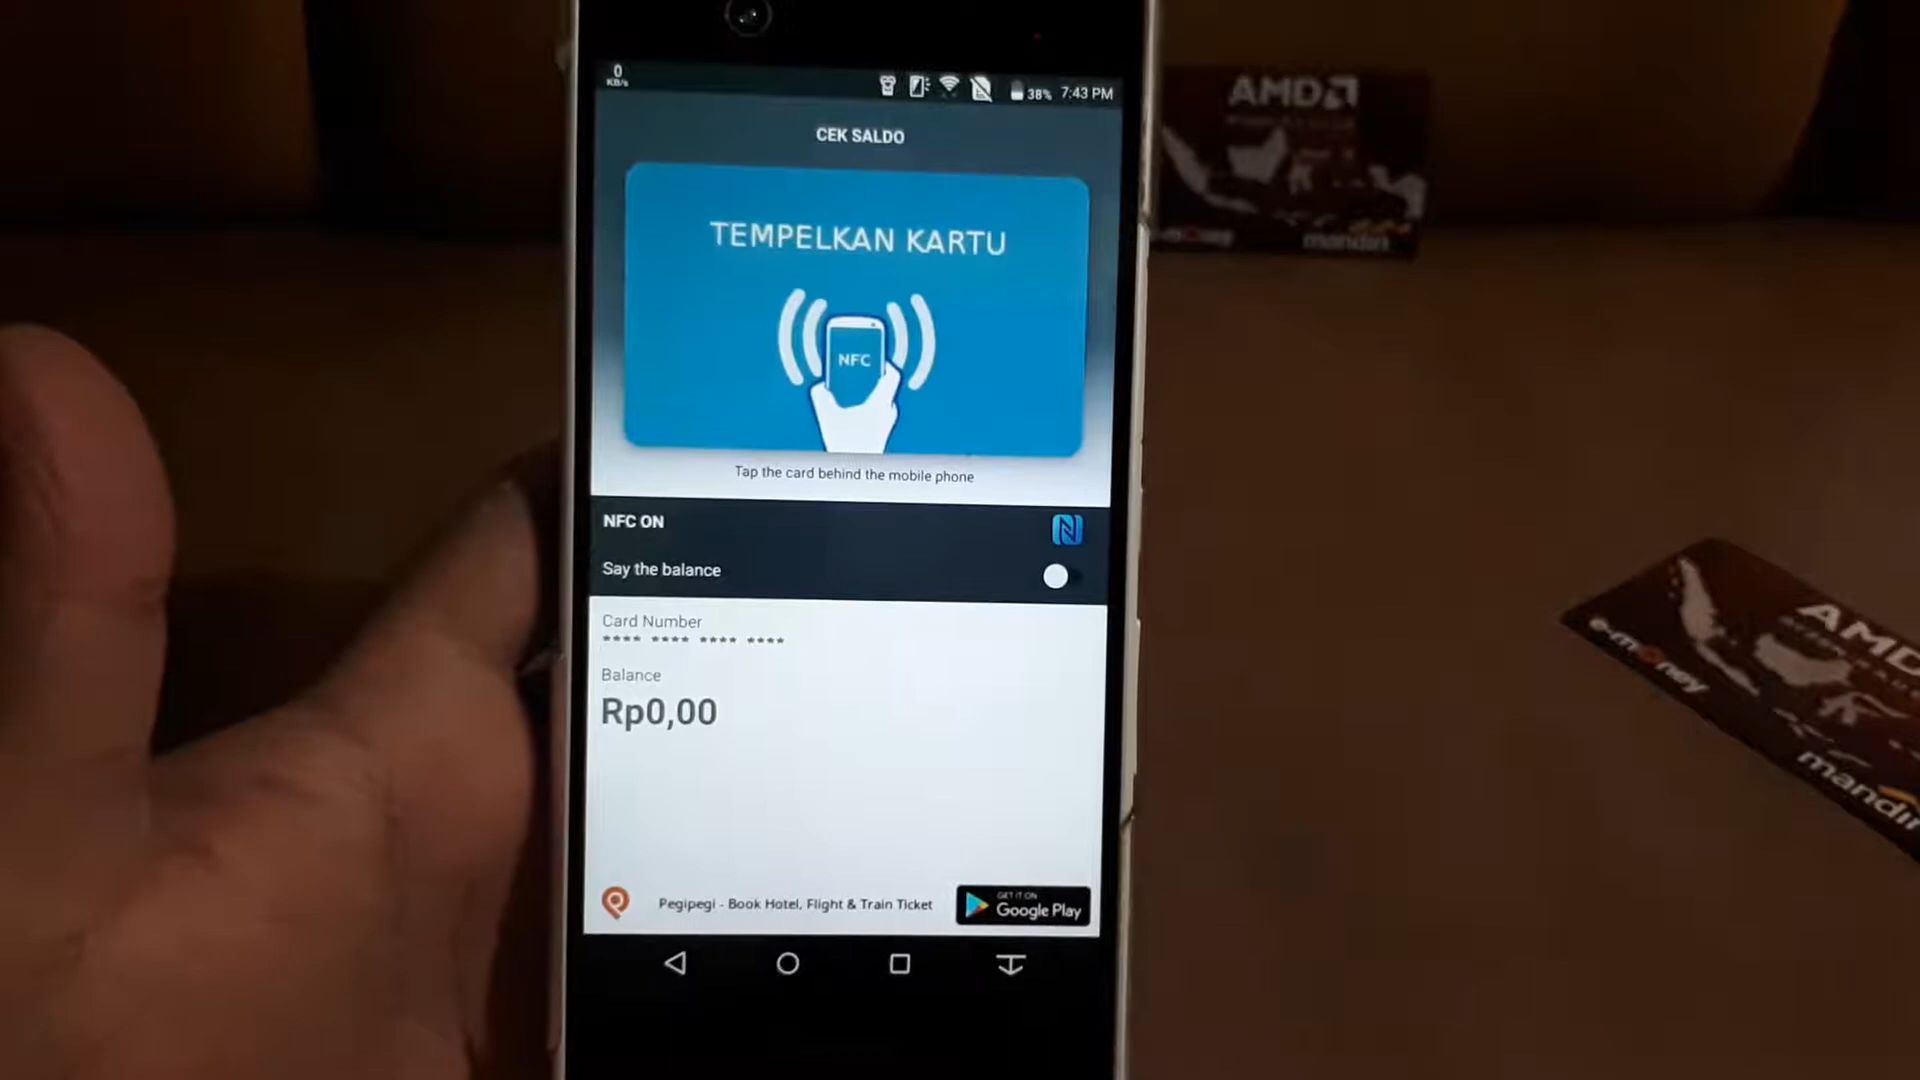 0
KB/s
38% 7:43 PM
CEK SALDO
TEMPELKAN KARTU
NFC
Tap the card behind the mobile phone
NFC ON
Say the balance
Card Number
**** **** **** ****
Balance
Rp0,00
Pegipegi - Book Hotel, Flight & Train Ticket
GET IT ON
Google Play
AMD
mandiri
AMD
e-money
mandiri